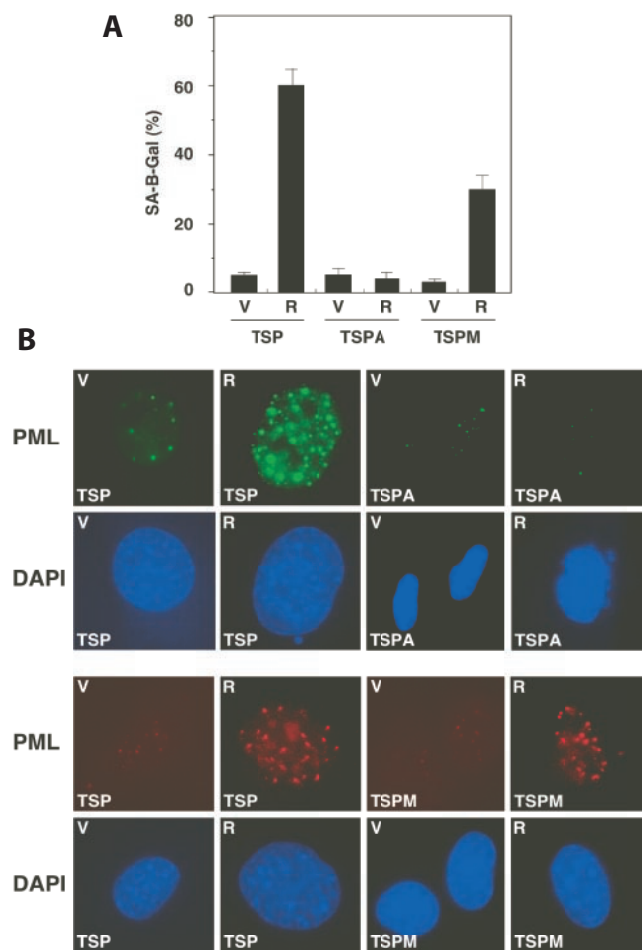 A
80
60
40
20
0
SA-B-Gal (%)
V R V R V R
TSP TSPA TSPM
B
PML
V R V R
TSP TSP TSPA TSPA
DAPI
V R V R
TSP TSP TSPA TSPA
PML
V R V R
TSP TSP TSPM TSPM
DAPI
V R V R
TSP TSP TSPM TSPM